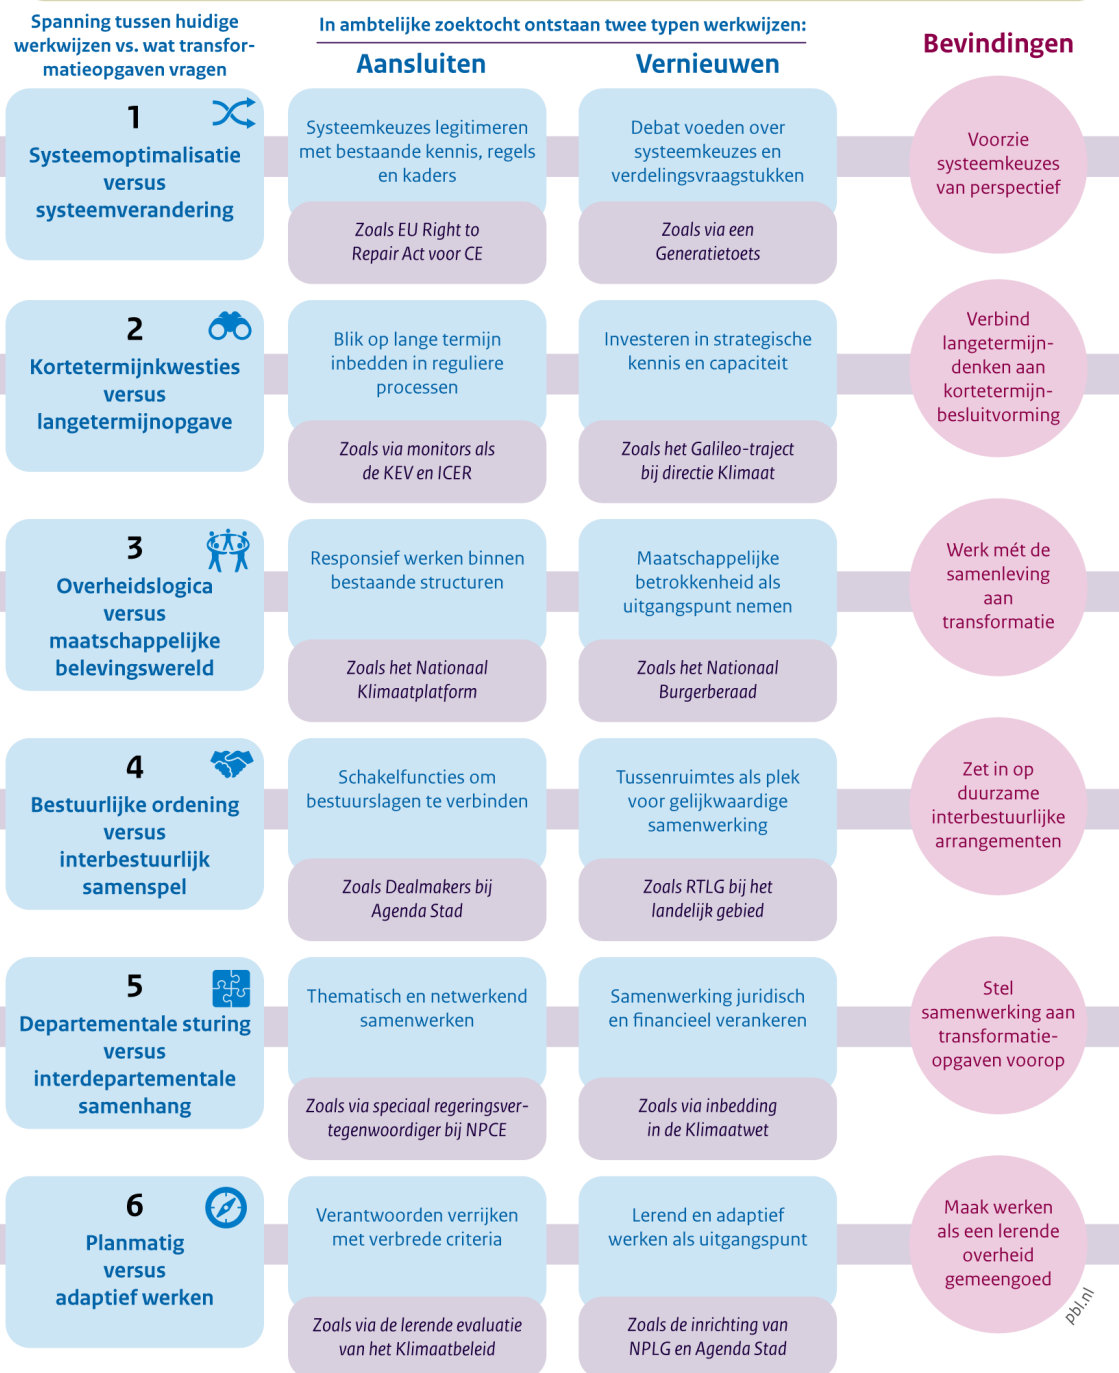 Spanning tussen huidige
werkwijzen vs. wat transfor-
matieopgaven vragen
In ambtelijke zoektocht ontstaan twee typen werkwijzen:
Aansluiten
Vernieuwen
Bevindingen
1
Systeemoptimalisatie
versus
systeemverandering
Systeemkeuzes legitimeren
met bestaande kennis, regels
en kaders
Zoals EU Right to
Repair Act voor CE
Debat voeden over
systeemkeuzes en
verdelingsvraagstukken
Zoals via een
Generatietoets
Voorzie
systeemkeuzes
van perspectief
2
Kortetermijnkwesties
versus
langetermijnopgave
Blik op lange termijn
inbedden in reguliere
processen
Zoals via monitors als
de KEV en ICER
Investeren in strategische
kennis en capaciteit
Zoals het Galileo-traject
bij directie Klimaat
Verbind
langetermijn-
denken aan
kortetermijn-
besluitvorming
3
Overheidslogica
versus
maatschappelijke
belevingswereld
Responsief werken binnen
bestaande structuren
Zoals het Nationaal
Klimaatplatform
Maatschappelijke
betrokkenheid als
uitgangspunt nemen
Zoals het Nationaal
Burgerberaad
Werk mét de
samenleving
aan
transformatie
4
Bestuurlijke ordening
versus
interbestuurlijk
samenspel
Schakelfuncties om
bestuurslagen te verbinden
Zoals Dealmakers bij
Agenda Stad
Tussenruimtes als plek
voor gelijkwaardige
samenwerking
Zoals RTLG bij het
landelijk gebied
Zet in op
duurzame
interbestuurlijke
arrangementen
5
Departementale sturing
versus
interdepartementale
samenhang
Thematisch en netwerkend
samenwerken
Zoals via speciaal regeringsver-
tegenwoordiger bij NPCE
Samenwerking juridisch
en financieel verankeren
Zoals via inbedding
in de Klimaatwet
Stel
samenwerking aan
transformatie-
opgaven voorop
6
Planmatig
versus
adaptief werken
Verantwoorden verrijken
met verbrede criteria
Zoals via de lerende evaluatie
van het Klimaatbeleid
Lerend en adaptief
werken als uitgangspunt
Zoals de inrichting van
NPLG en Agenda Stad
Maak werken
als een lerende
overheid
gemeengoed
pbl.nl